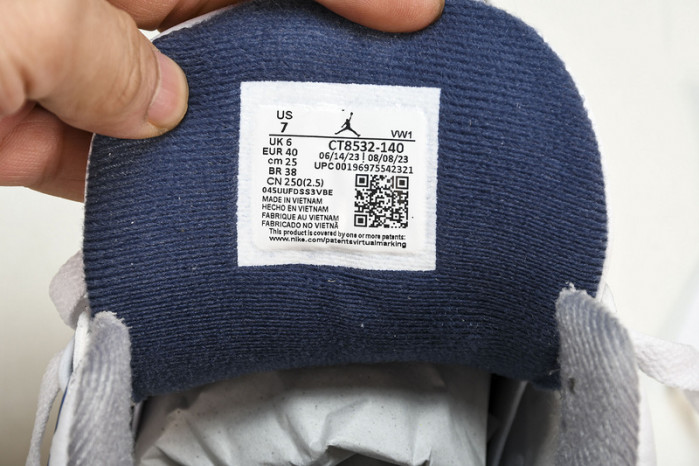 US
7
VW1
UK 6
EUR 40
cm 25
BR 38
CN 250(2.5)
CT8532-140
06/14/23 | 08/08/23
UPC00196975542321
045UUFDSS3VBE
MADE IN VIETNAM
HECHO EN VIETNAM
FABRIQUE AU VIETNAM
FABRICADO NO VIETNÃ
This product is covered by one or more patents:
www.nike.com/patentsvirtualmarking